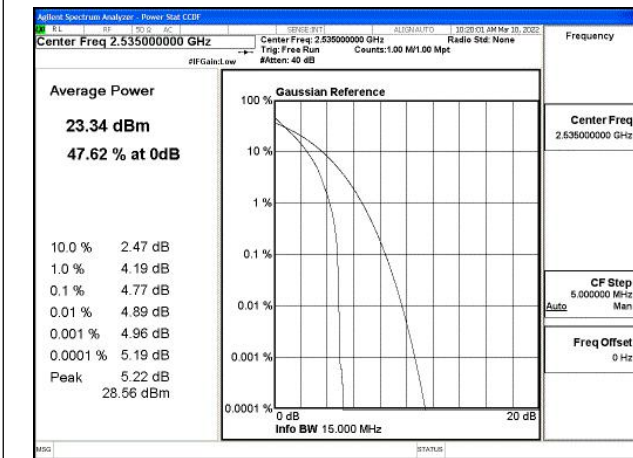 Agilent Spectrum Analyzer - Power Stat CCDF
RL RF 50 Ω AC SENSE:INT ALIGNAUTO 10:28:01 AM Mar 10, 2022
Center Freq 2.535000000 GHz
Center Freq: 2.535000000 GHz Radio Std: None
Trig: Free Run Counts:1.00 M/1.00 Mpt
#IFGain:Low #Atten: 40 dB
Frequency
Average Power
23.34 dBm
47.62 % at 0dB
10.0 % 2.47 dB
1.0 % 4.19 dB
0.1 % 4.77 dB
0.01 % 4.89 dB
0.001 % 4.96 dB
0.0001 % 5.19 dB
Peak 5.22 dB
28.56 dBm
Gaussian Reference
100 %
10 %
1 %
0.1 %
0.01 %
0.001 %
0.0001 %
0 dB 20 dB
Info BW 15.000 MHz
Center Freq
2.535000000 GHz
CF Step
5.000000 MHz
Auto Man
Freq Offset
0 Hz
MSG STATUS